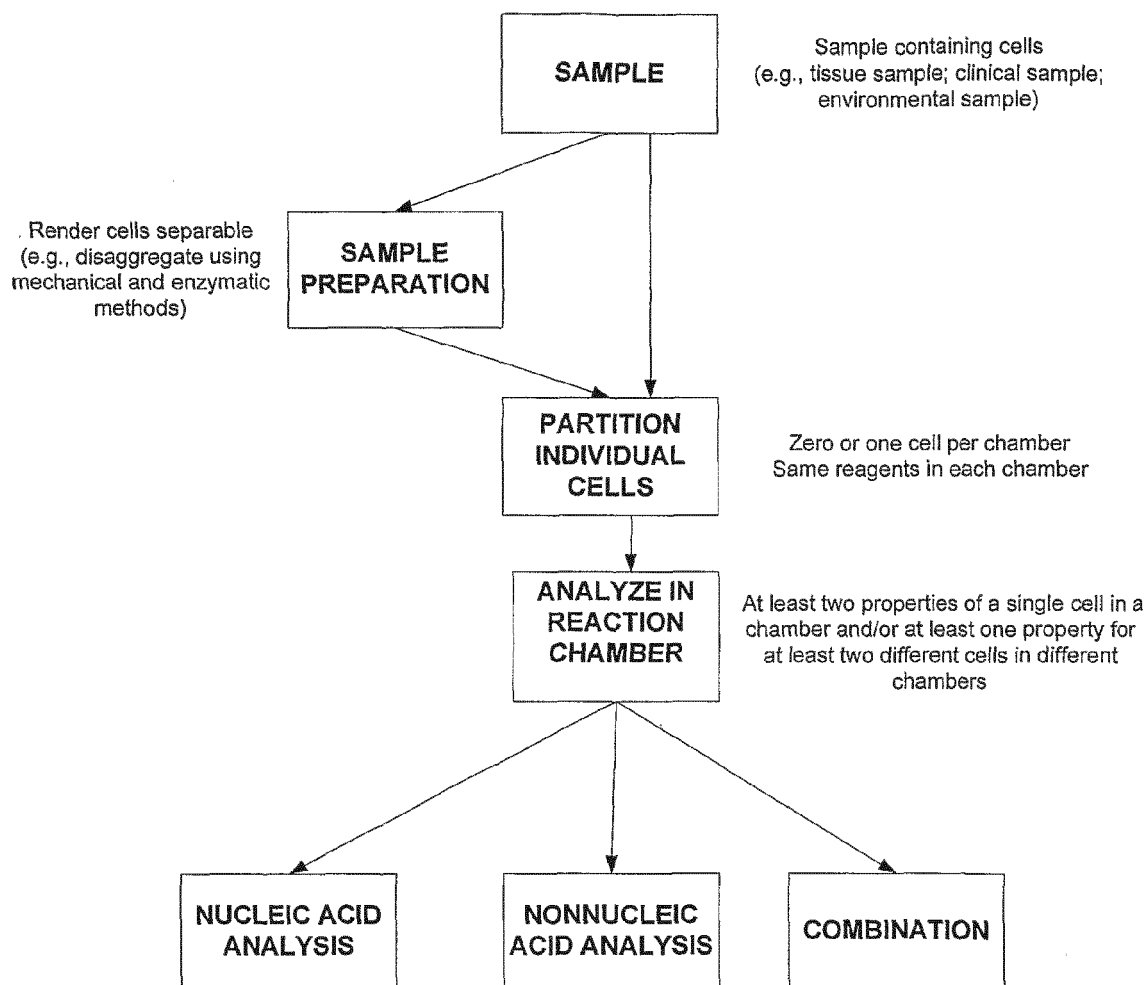 SAMPLE
Sample containing cells
(e.g., tissue sample; clinical sample;
environmental sample)
Render cells separable
(e.g., disaggregate using
mechanical and enzymatic
methods)
SAMPLE
PREPARATION
PARTITION
INDIVIDUAL
CELLS
Zero or one cell per chamber
Same reagents in each chamber
ANALYZE IN
REACTION
CHAMBER
At least two properties of a single cell in a
chamber and/or at least one property for
at least two different cells in different
chambers
NUCLEIC ACID
ANALYSIS
NONNUCLEIC
ACID ANALYSIS
COMBINATION